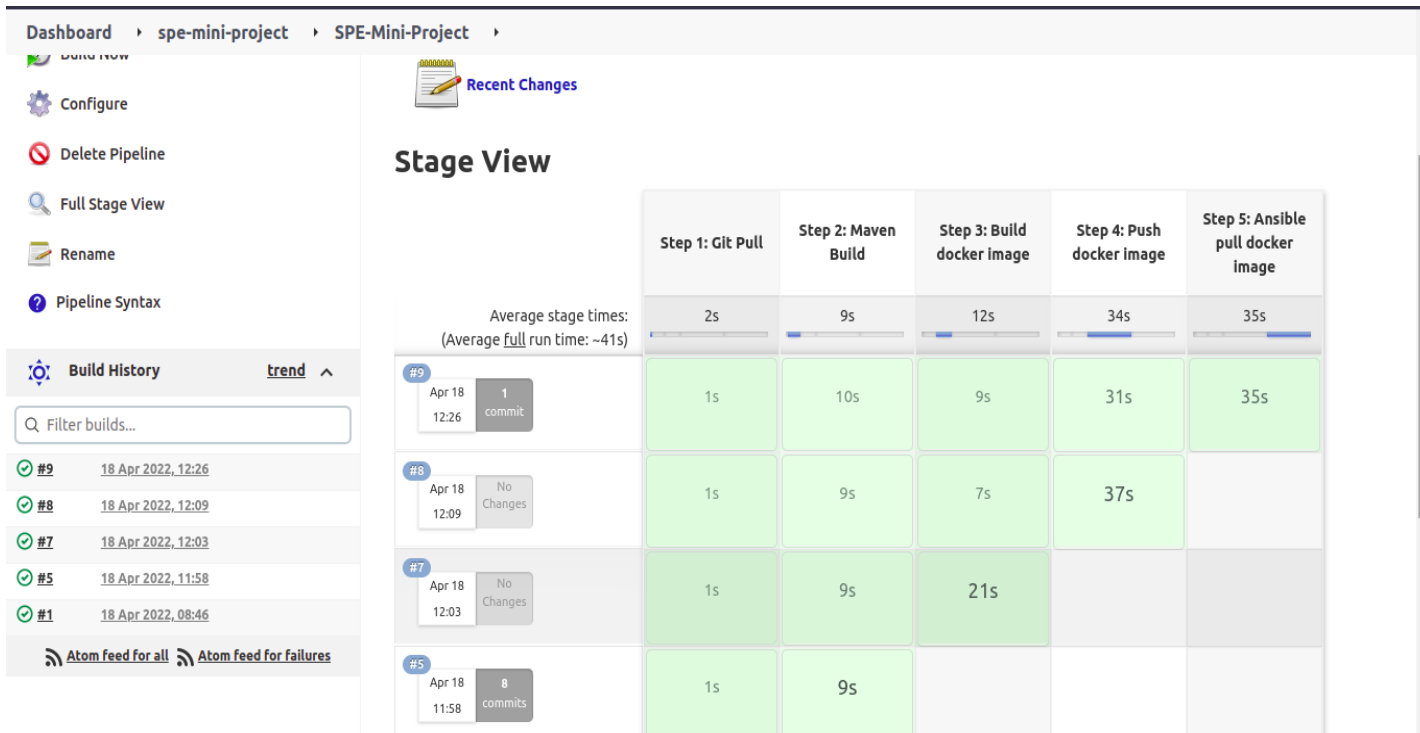 Dashboard spe-mini-project SPE-Mini-Project
Build Now
Configure
Delete Pipeline
Full Stage View
Rename
Pipeline Syntax
Build History trend
Filter builds...
#9 18 Apr 2022, 12:26
#8 18 Apr 2022, 12:09
#7 18 Apr 2022, 12:03
#5 18 Apr 2022, 11:58
#1 18 Apr 2022, 08:46
Atom feed for all Atom feed for failures
Recent Changes
Stage View
Step 1: Git Pull
Step 2: Maven
Build
Step 3: Build
docker image
Step 4: Push
docker image
Step 5: Ansible
pull docker
image
Average stage times:
(Average full run time: ~41s)
2s 9s 12s 34s 35s
#9
Apr 18
12:26
1
commit
1s 10s 9s 31s 35s
#8
Apr 18
12:09
No
Changes
1s 9s 7s 37s
#7
Apr 18
12:03
No
Changes
1s 9s 21s
#5
Apr 18
11:58
8
commits
1s 9s